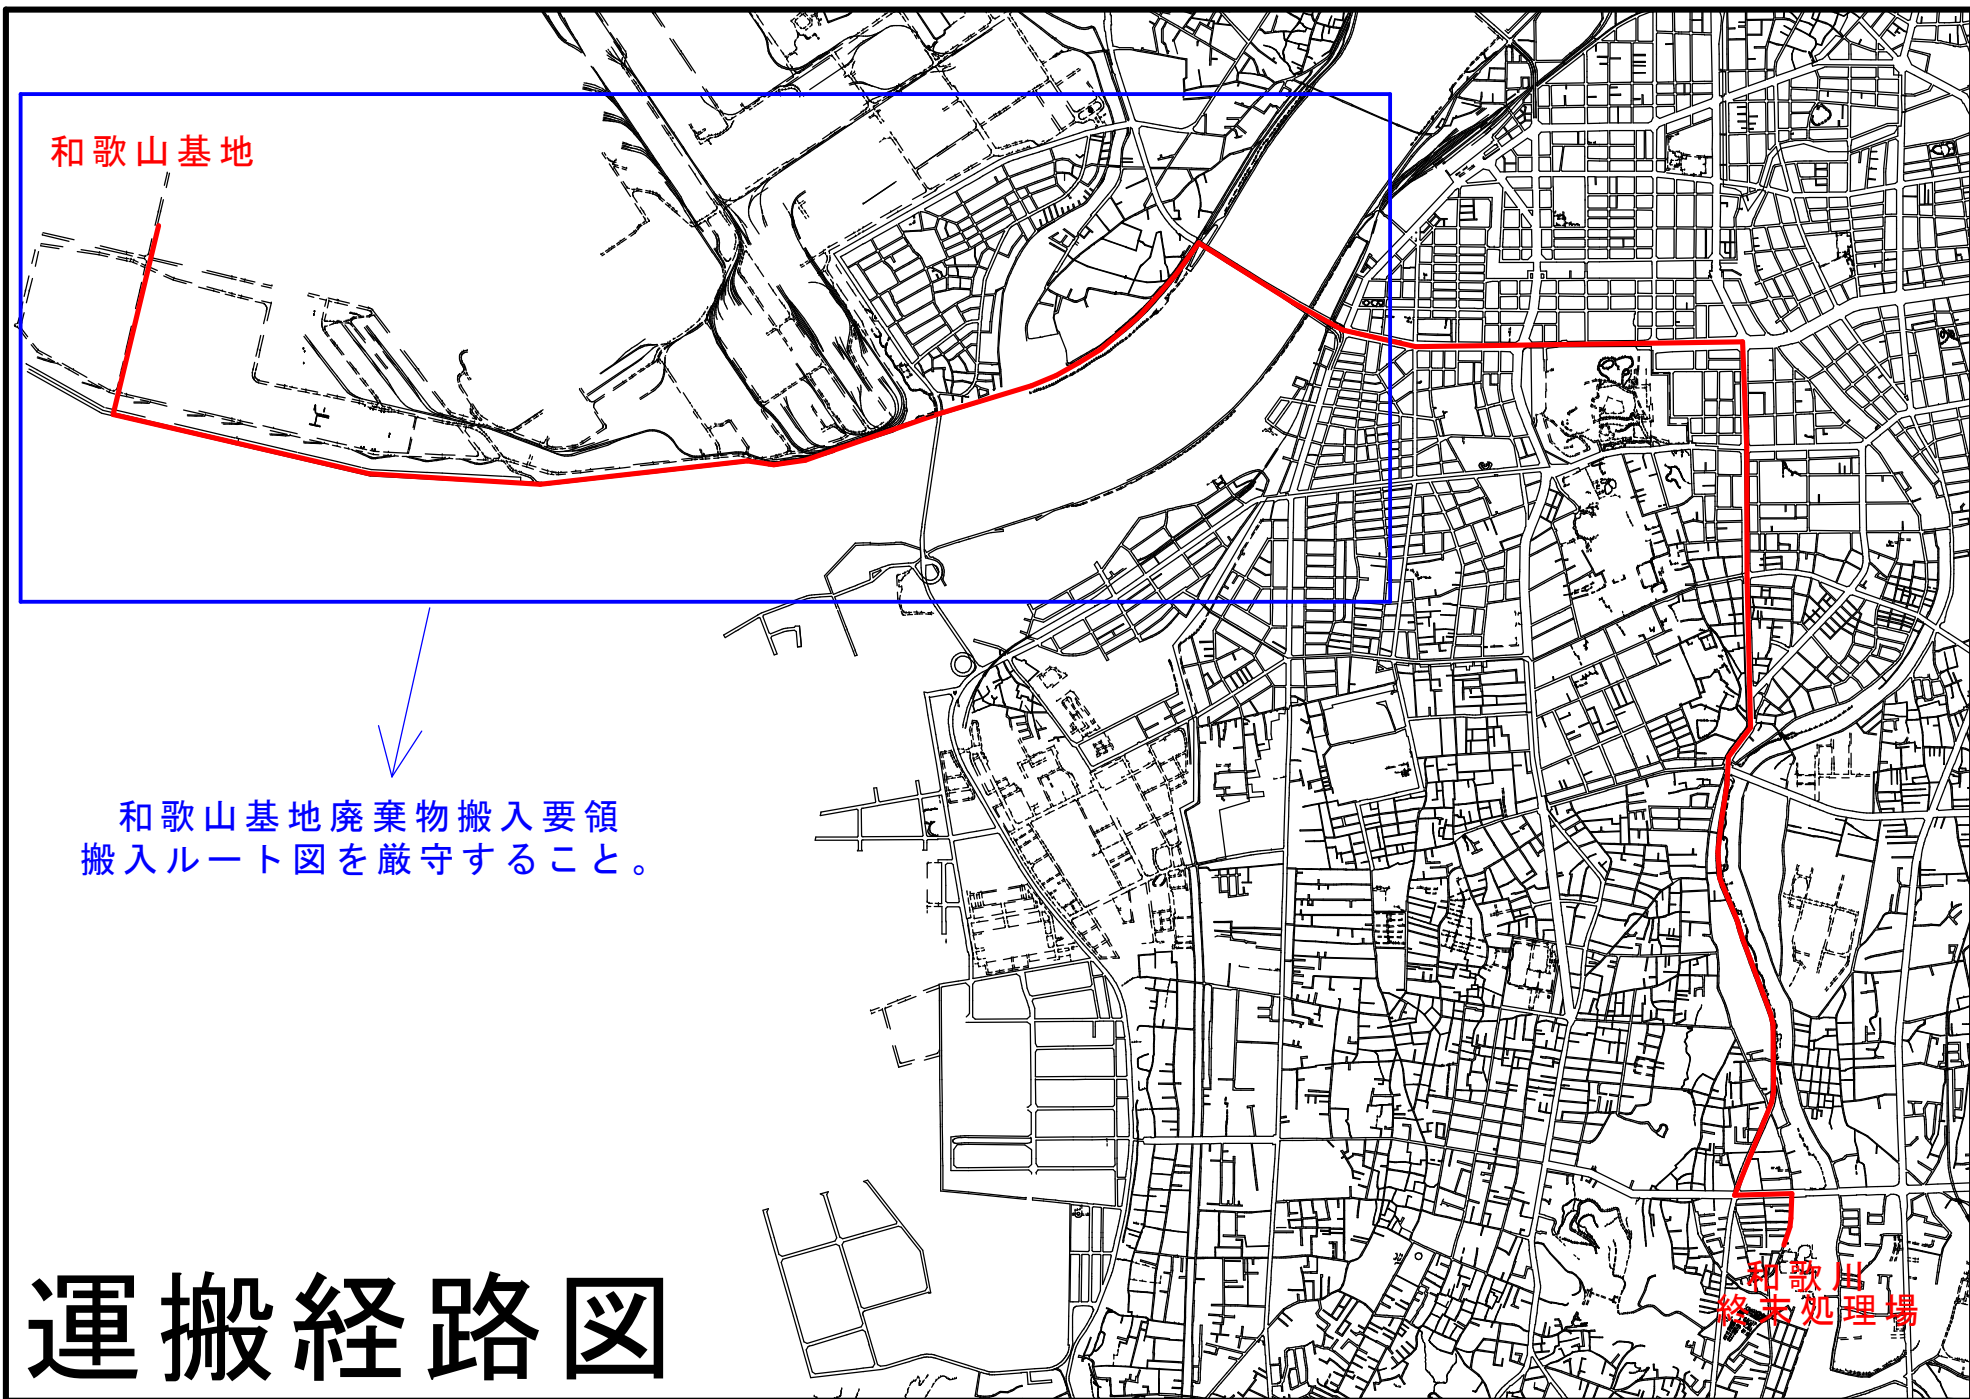 和歌山基地
和歌山基地廃棄物搬入要領
搬入ルート図を厳守すること。
和歌川
終末処理場
運搬経路図